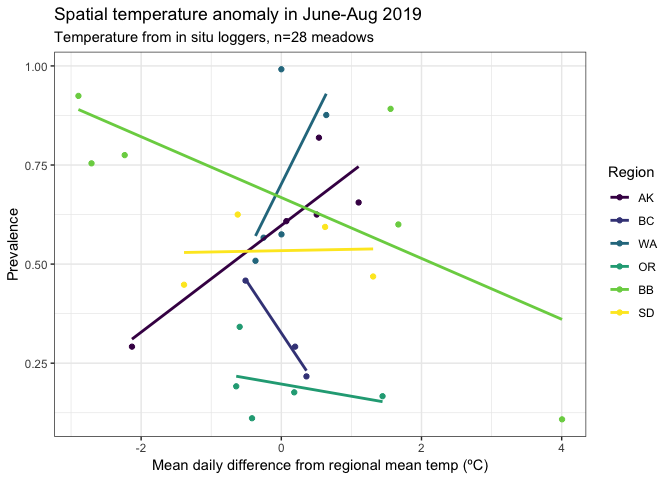 Spatial temperature anomaly in June-Aug 2019
Temperature from in situ loggers, n=28 meadows
1.00
0.75
0.50
0.25
Prevalence
-2
0
2
4
Mean daily difference from regional mean temp (ºC)
Region
AK
BC
WA
OR
BB
SD